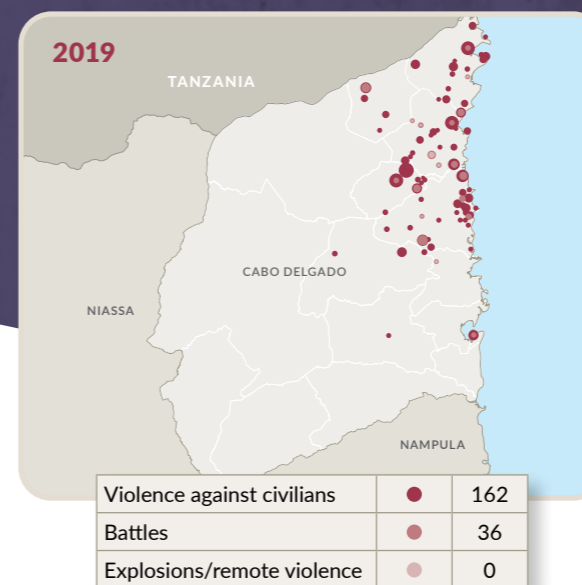 2019
TANZANIA
CABO DELGADO
NIASSA
NAMPULA
Violence against civilians 162
Battles 36
Explosions/remote violence 0